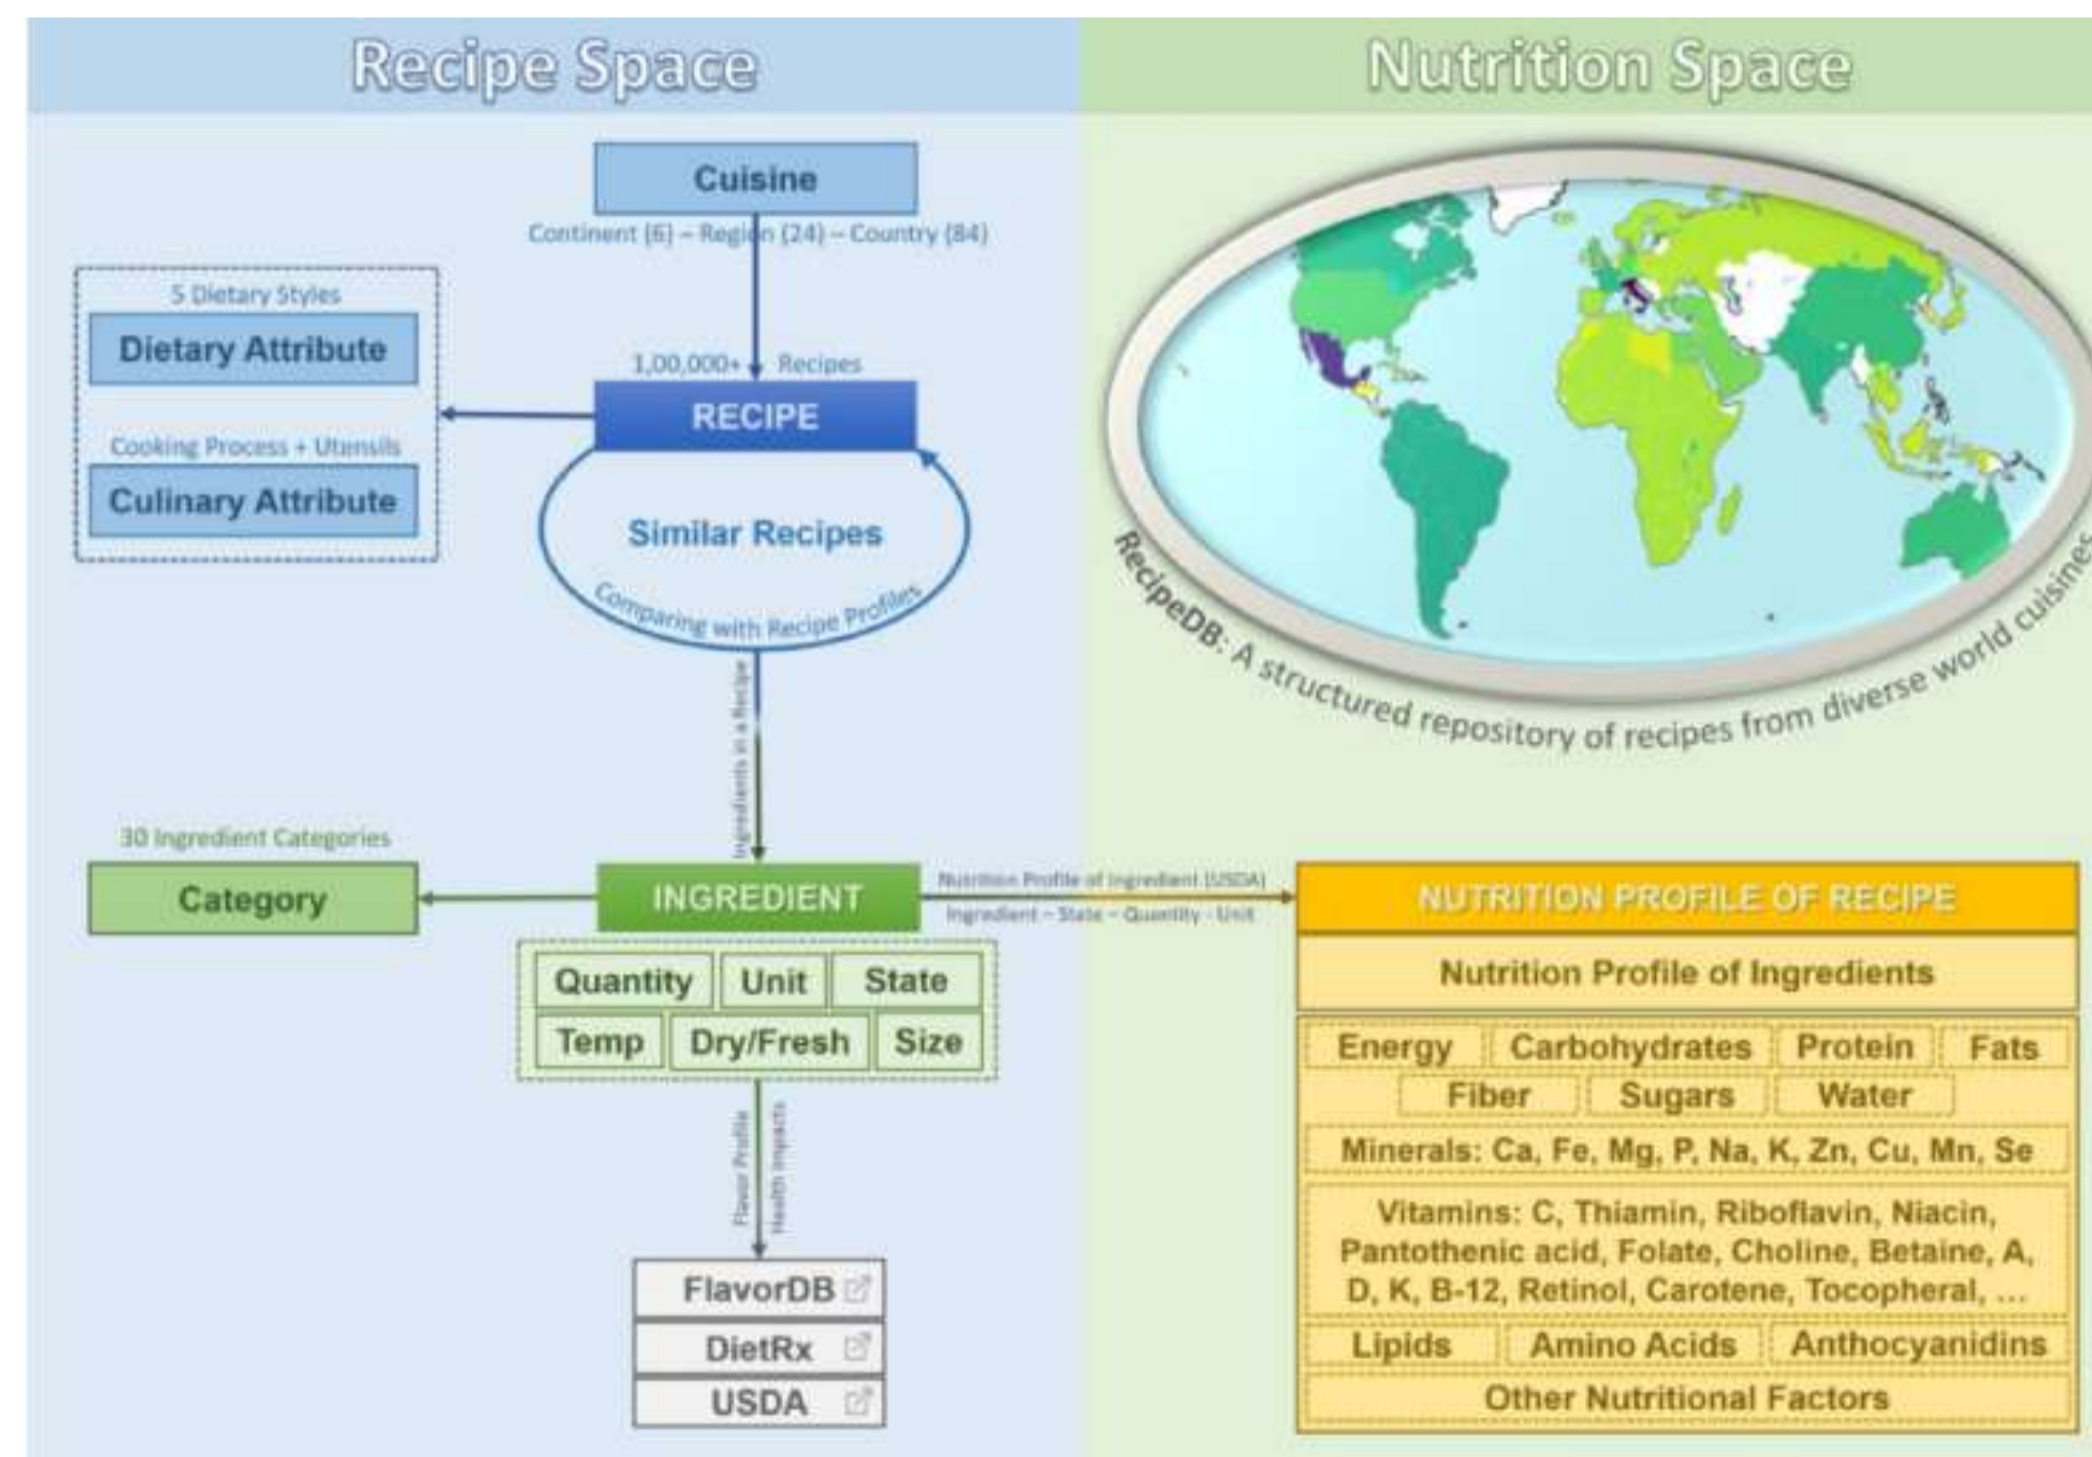 Recipe Space
Nutrition Space
Cuisine
Continent (6) – Region (24) – Country (84)
5 Dietary Styles
Dietary Attribute
Cooking Process + Utensils
Culinary Attribute
1,00,000+ Recipes
RECIPE
Similar Recipes
Comparing with Recipe Profiles
Ingredients in a Recipe
RecipeDB: A structured repository of recipes from diverse world cuisines
30 Ingredient Categories
Category
INGREDIENT
Nutrition Profile of Ingredient (USDA)
Ingredient – State – Quantity - Unit
Quantity
Unit
State
Temp
Dry/Fresh
Size
Flavor Profile
Health Impacts
FlavorDB
DietRx
USDA
NUTRITION PROFILE OF RECIPE
Nutrition Profile of Ingredients
Energy
Carbohydrates
Protein
Fats
Fiber
Sugars
Water
Minerals: Ca, Fe, Mg, P, Na, K, Zn, Cu, Mn, Se
Vitamins: C, Thiamin, Riboflavin, Niacin,
Pantothenic acid, Folate, Choline, Betaine, A,
D, K, B-12, Retinol, Carotene, Tocopheral, ...
Lipids
Amino Acids
Anthocyanidins
Other Nutritional Factors